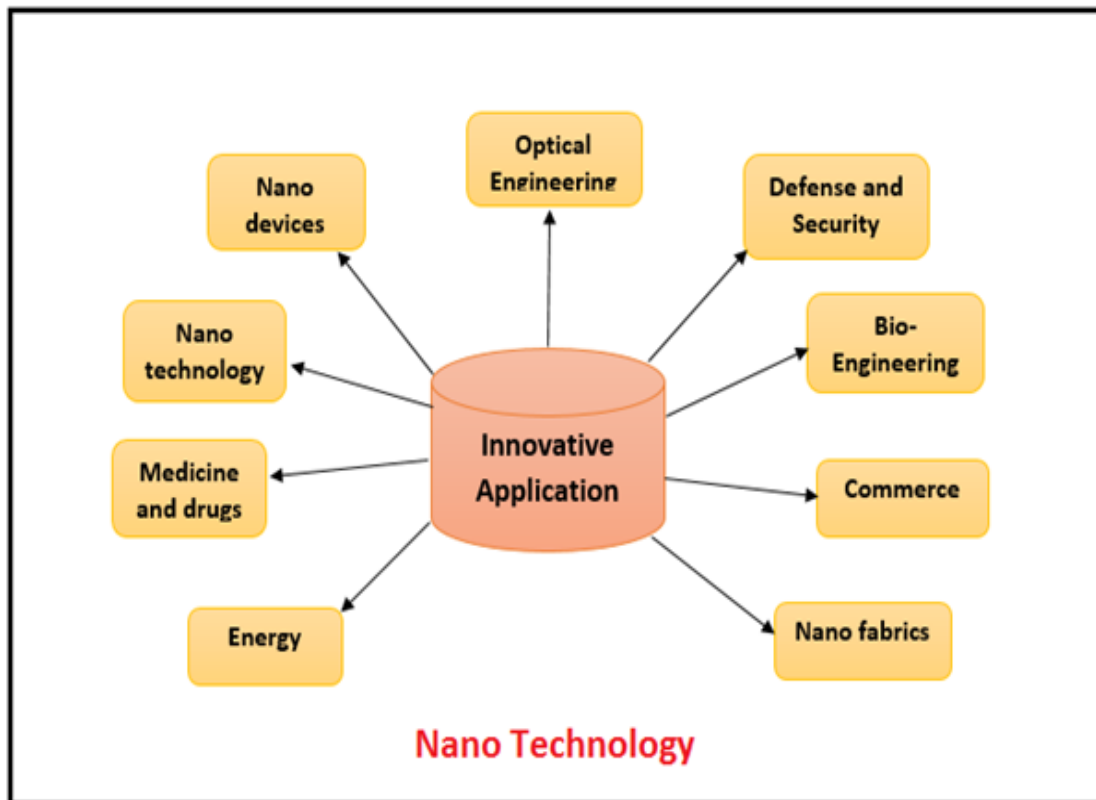 Optical
Engineering
Nano
devices
Defense and
Security
Nano
technology
Bio-
Engineering
Innovative
Application
Medicine
and drugs
Commerce
Energy
Nano fabrics
Nano Technology